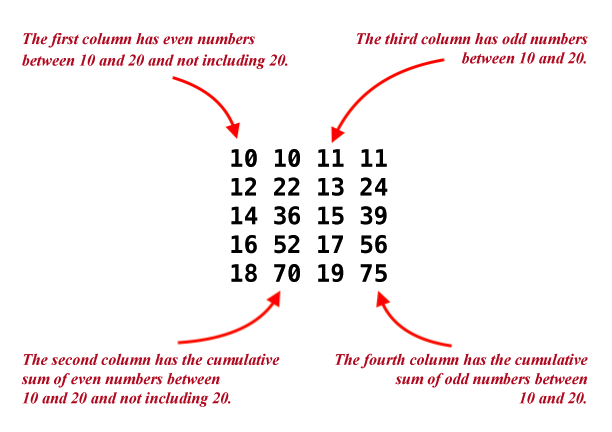 The first column has even numbers
between 10 and 20 and not including 20.
The third column has odd numbers
between 10 and 20.
10 10 11 11
12 22 13 24
14 36 15 39
16 52 17 56
18 70 19 75
The second column has the cumulative
sum of even numbers between
10 and 20 and not including 20.
The fourth column has the cumulative
sum of odd numbers between
10 and 20.